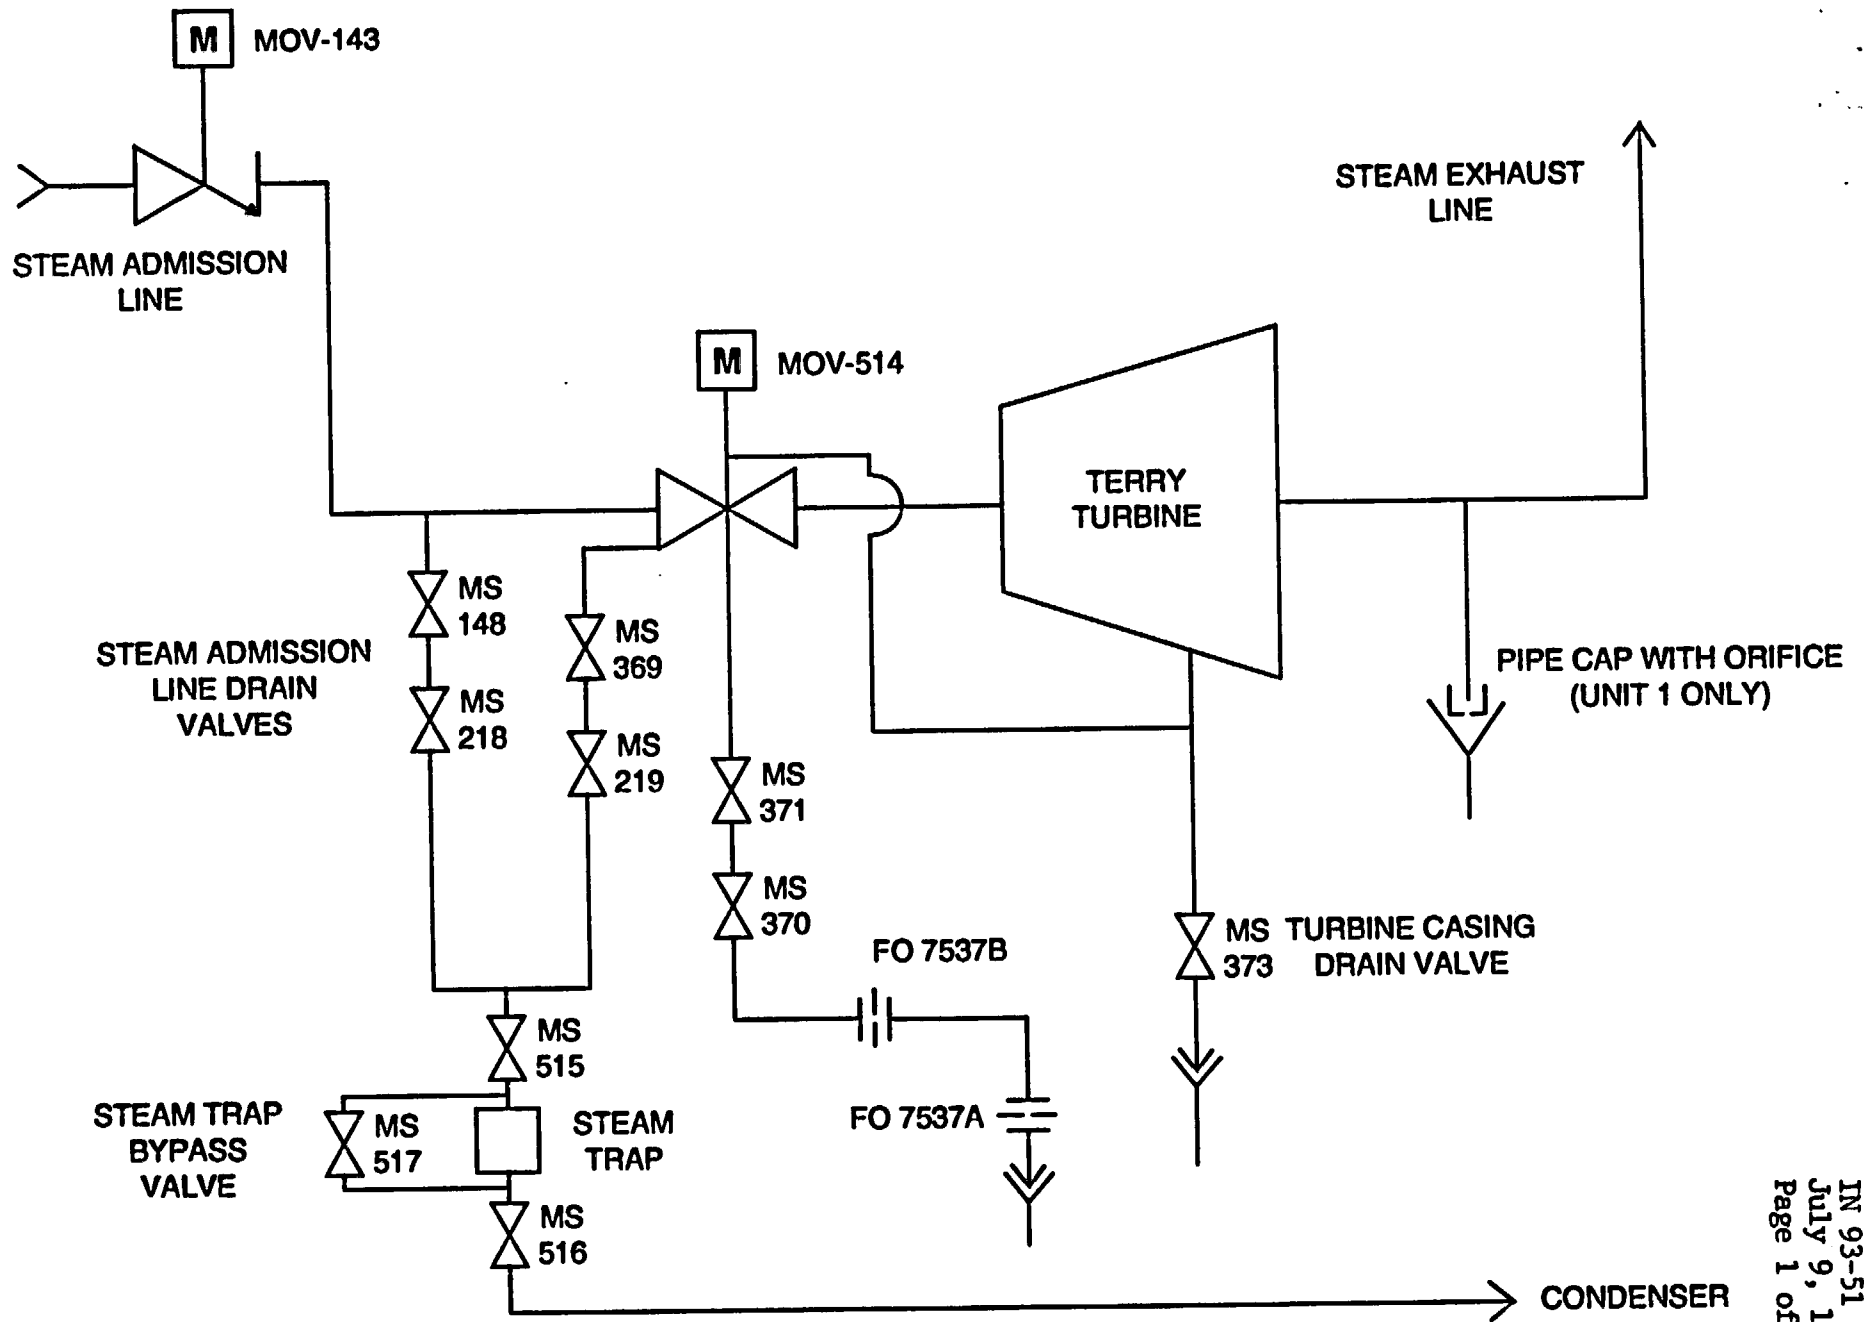 M MOV-143
STEAM ADMISSION
LINE
STEAM EXHAUST
LINE
M MOV-514
TERRY
TURBINE
STEAM ADMISSION
LINE DRAIN
VALVES
MS
148
MS
218
MS
369
MS
219
MS
371
MS
370
PIPE CAP WITH ORIFICE
(UNIT 1 ONLY)
FO 7537B
FO 7537A
MS
373
TURBINE CASING
DRAIN VALVE
MS
515
STEAM TRAP
BYPASS
VALVE
MS
517
STEAM
TRAP
MS
516
CONDENSER
IN 93-51
July 9, 1
Page 1 of